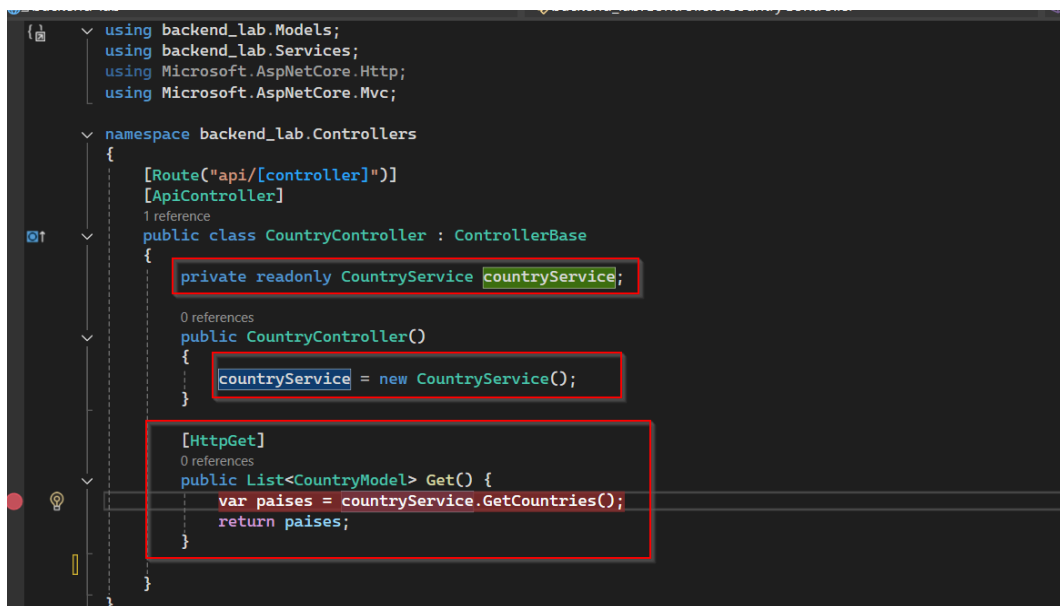 using backend_lab.Models;
using backend_lab.Services;
using Microsoft.AspNetCore.Http;
using Microsoft.AspNetCore.Mvc;
namespace backend_lab.Controllers
{
[Route("api/[controller]")]
[ApiController]
1 reference
public class CountryController : ControllerBase
{
private readonly CountryService countryService;
0 references
public CountryController()
{
countryService = new CountryService();
}
[HttpGet]
0 references
public List<CountryModel> Get() {
var paises = countryService.GetCountries();
return paises;
}
}
}